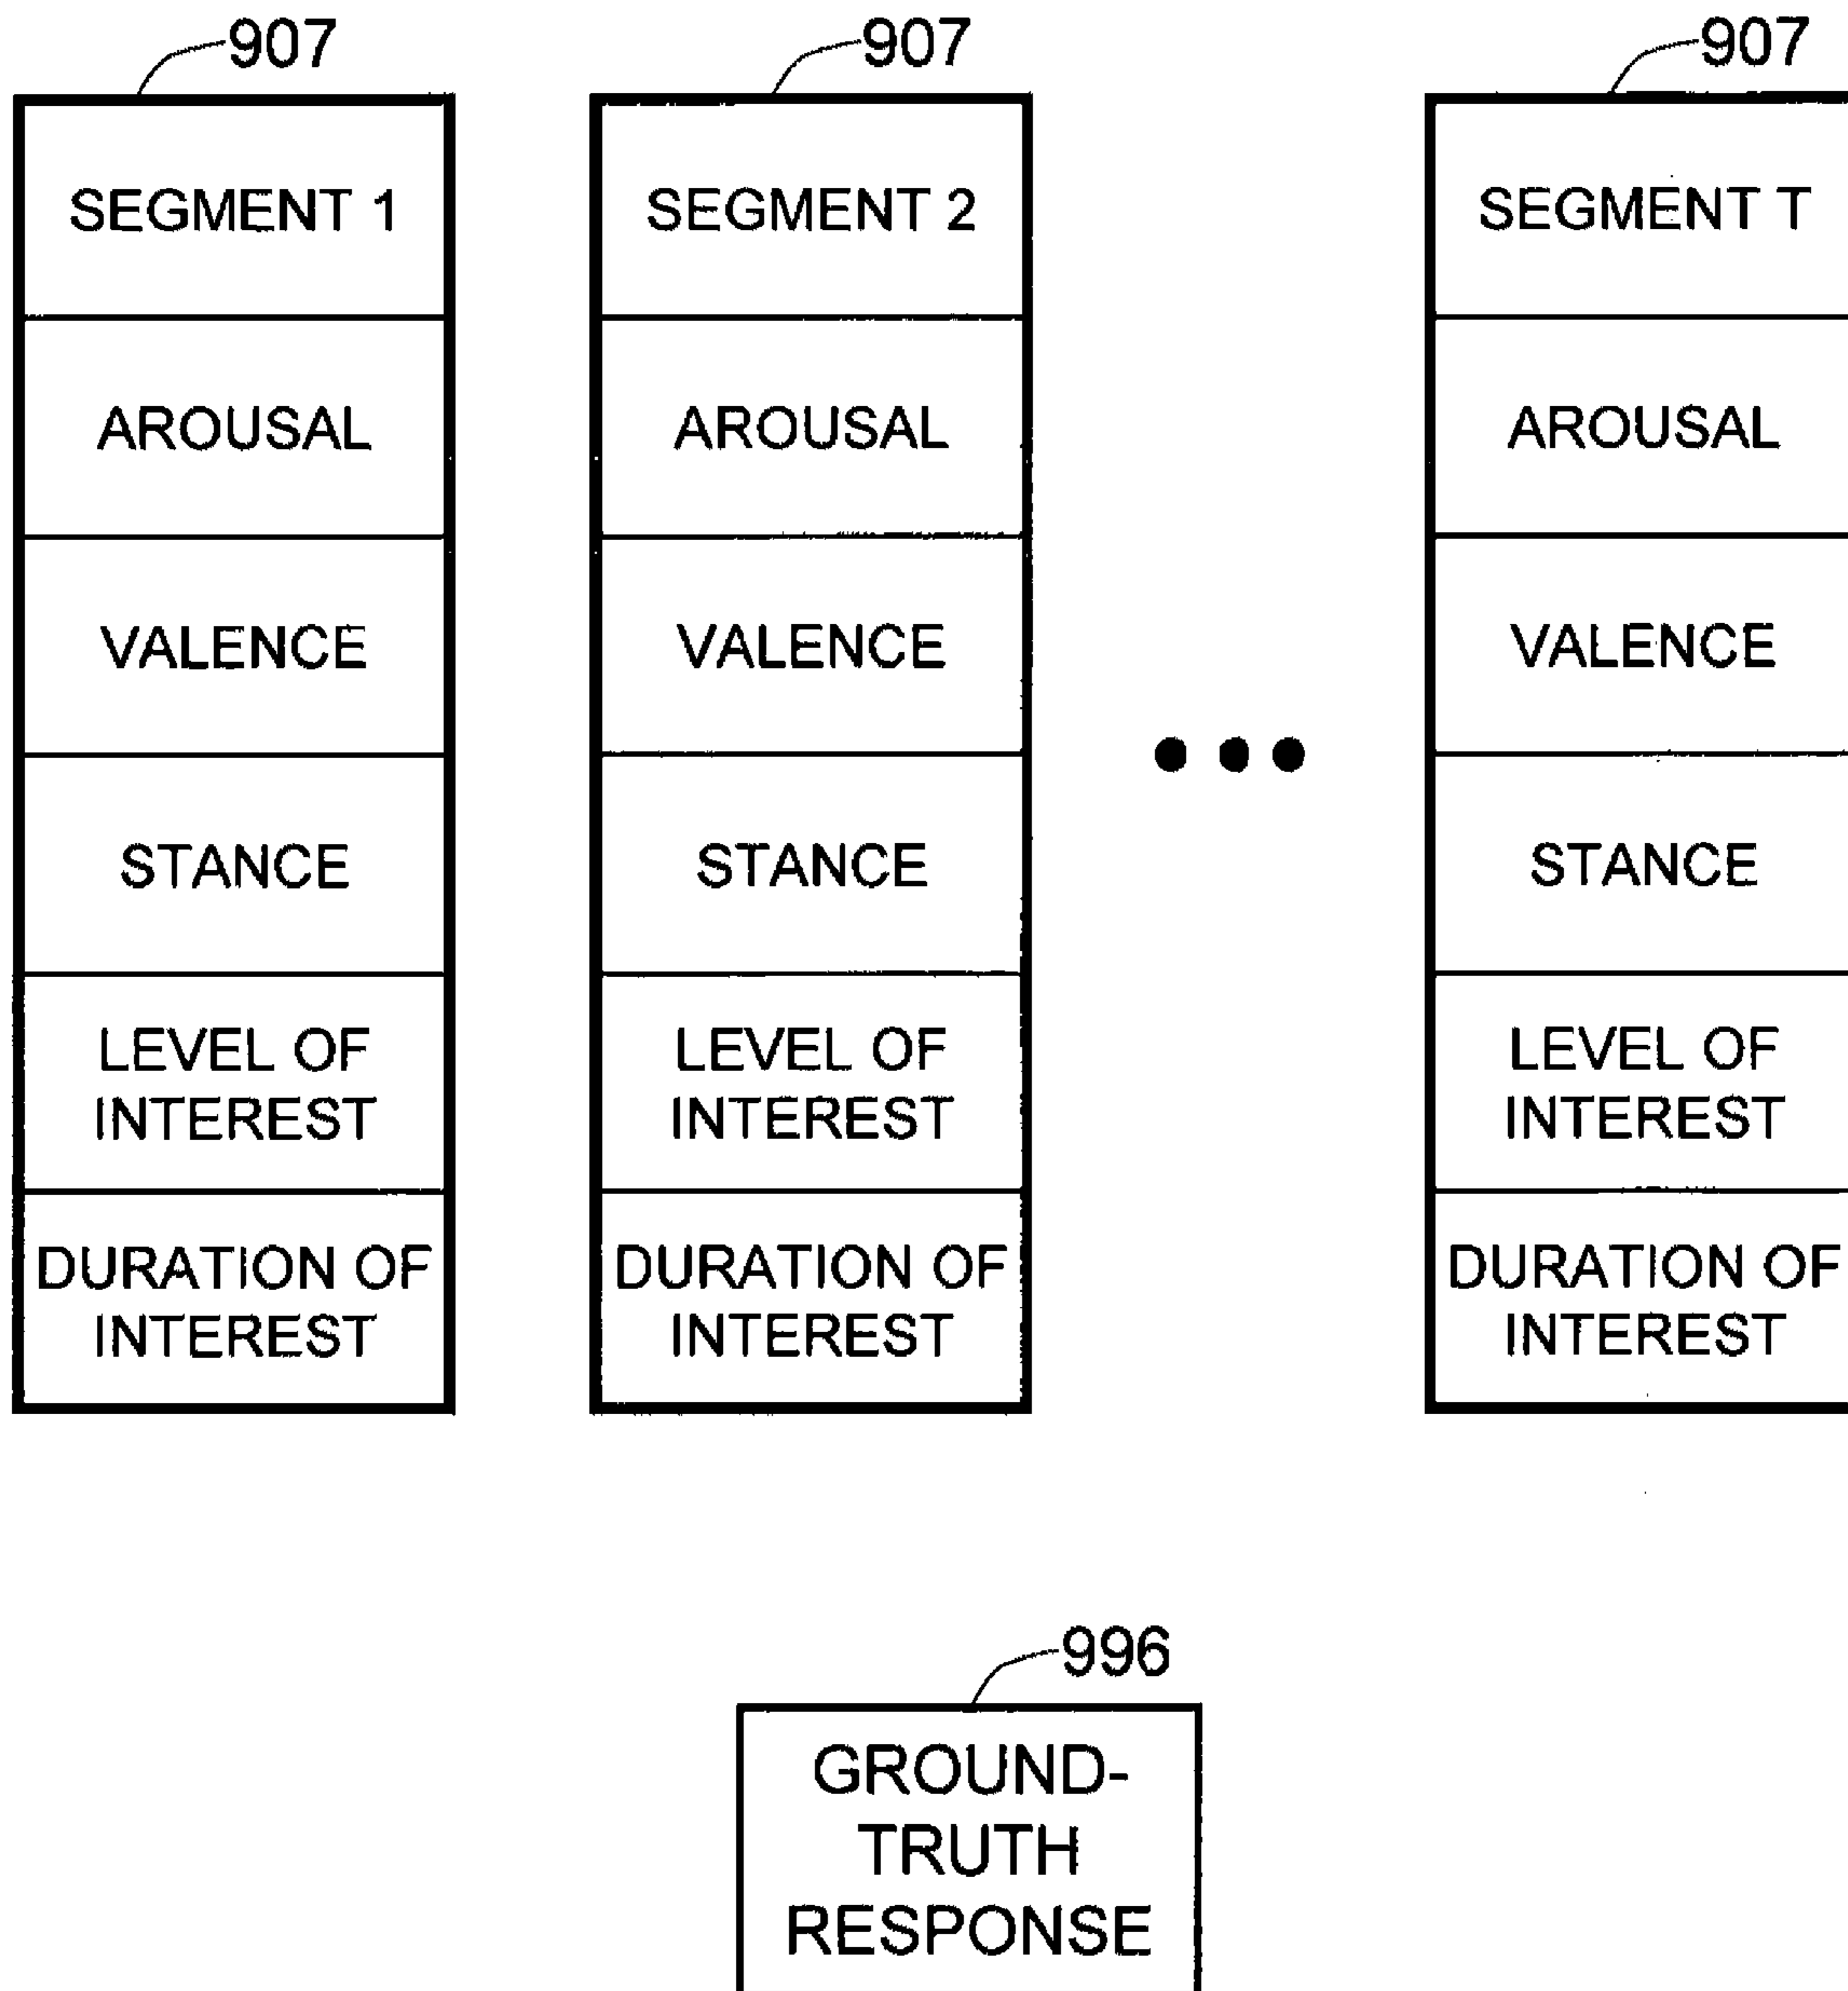 907
907
907
SEGMENT 1
SEGMENT 2
SEGMENT T
AROUSAL
AROUSAL
AROUSAL
VALENCE
VALENCE
VALENCE
STANCE
STANCE
STANCE
LEVEL OF
INTEREST
LEVEL OF
INTEREST
LEVEL OF
INTEREST
DURATION OF
INTEREST
DURATION OF
INTEREST
DURATION OF
INTEREST
996
GROUND-
TRUTH
RESPONSE